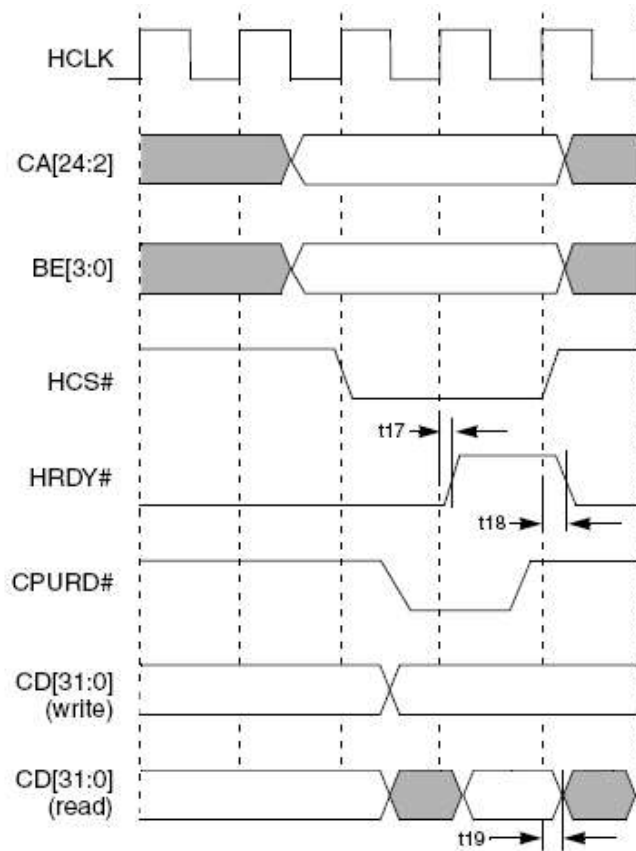 HCLK
CA[24:2]
BE[3:0]
HCS#
t17
HRDY#
t18
CPURD#
CD[31:0]
(write)
CD[31:0]
(read)
t19